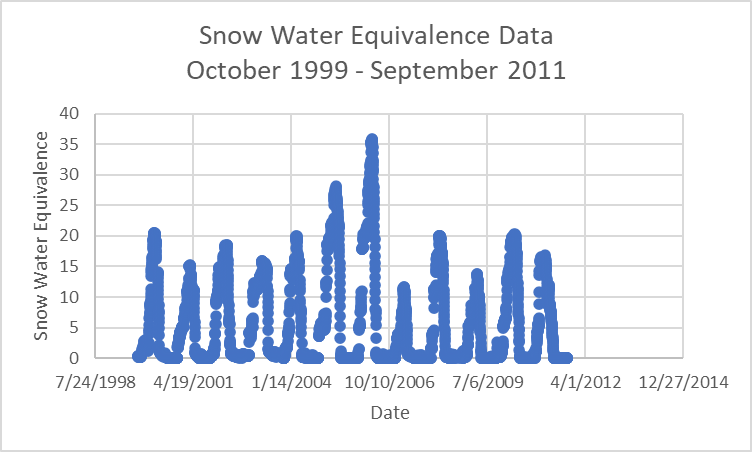 Snow Water Equivalence Data
October 1999 - September 2011
Snow Water Equivalence
40
35
30
25
20
15
10
5
0
7/24/1998 4/19/2001 1/14/2004 10/10/2006 7/6/2009 4/1/2012 12/27/2014
Date